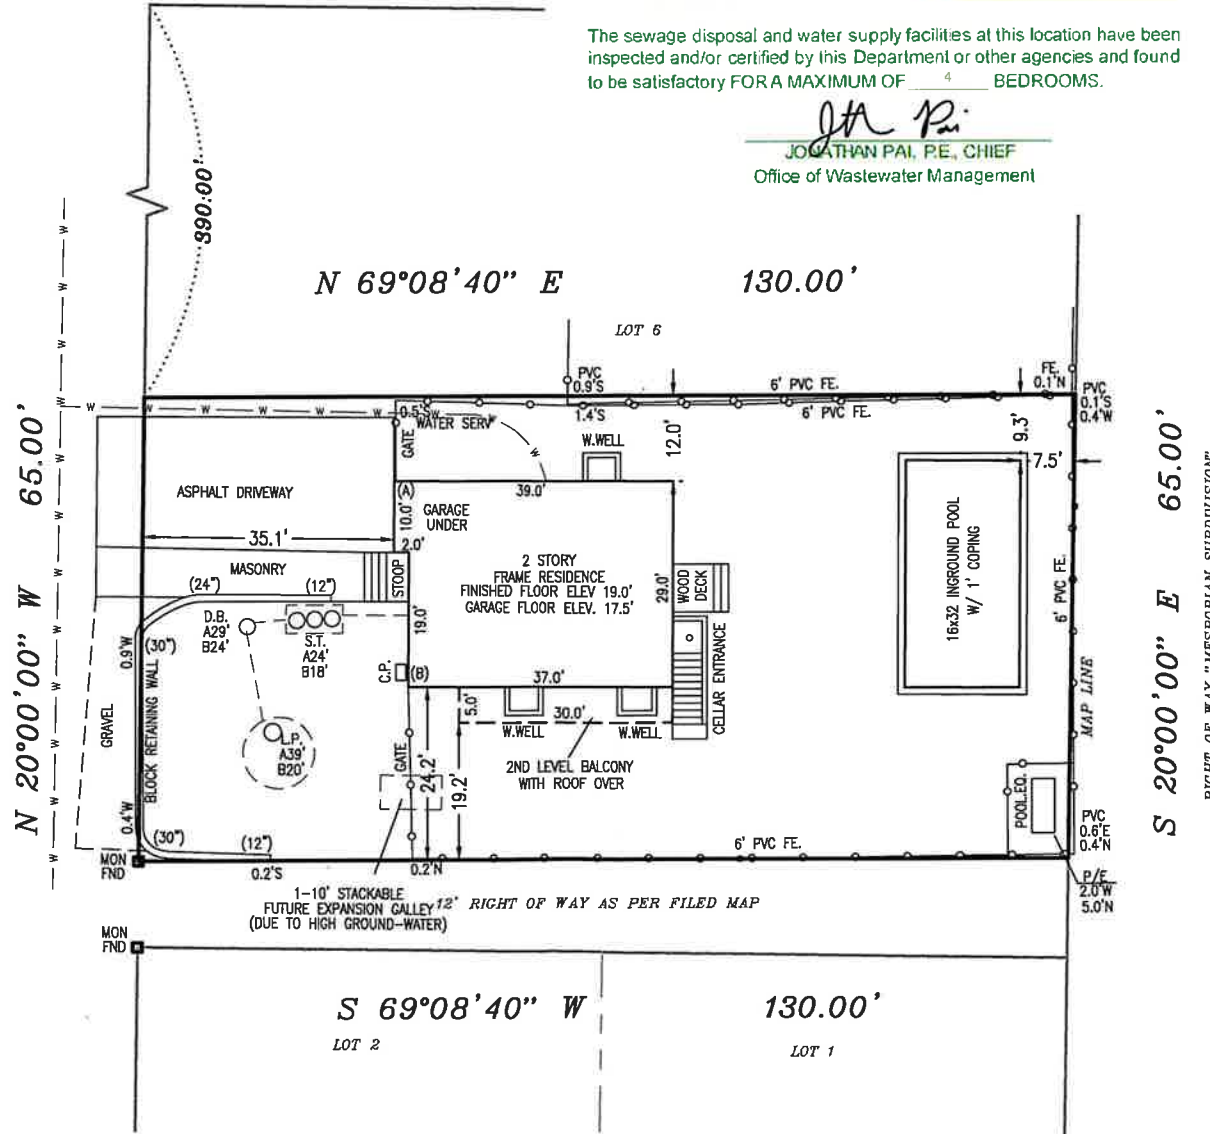 The sewage disposal and water supply facilities at this location have been
inspected and/or certified by this Department or other agencies and found
to be satisfactory FOR A MAXIMUM OF 4 BEDROOMS.
JONATHAN PAI, P.E., CHIEF
Office of Wastewater Management
390.00'
N 69°08'40" E 130.00'
LOT 6
PVC
0.9'S
6' PVC FE.
FE.
0.1'N
PVC
0.1'S
0.4'W
0.5'S
WATER SERV
1.4'S
6' PVC FE.
GATE
W.WELL
12.0'
9.3'
7.5'
N 20°00'00" W 65.00'
S 20°00'00" E 65.00'
ASPHALT DRIVEWAY
(A)
39.0'
10.0'
GARAGE
UNDER
35.1'
2.0'
2 STORY
FRAME RESIDENCE
FINISHED FLOOR ELEV 19.0'
GARAGE FLOOR ELEV. 17.5'
MASONRY
STOOP
29.0'
WOOD
DECK
16x32 INGROUND POOL
W/ 1' COPING
6' PVC FE.
(24")
(12")
D.B.
A29'
B24'
S.T.
A24'
B18'
19.0'
0.9'W
(30")
C.P.
(B)
37.0'
CELLAR ENTRANCE
5.0'
30.0'
W.WELL
W.WELL
GRAVEL
BLOCK RETAINING WALL
L.P.
A39'
B20'
GATE
24.2'
19.2'
2ND LEVEL BALCONY
WITH ROOF OVER
MAP LINE
POOL.EQ.
PVC
0.6'E
0.4'N
0.4'W
(30")
(12")
6' PVC FE.
MON
FND
0.2'S
0.2'N
P/E
2.0'W
5.0'N
1-10' STACKABLE
FUTURE EXPANSION GALLEY
(DUE TO HIGH GROUND-WATER)
12' RIGHT OF WAY AS PER FILED MAP
MON
FND
S 69°08'40" W 130.00'
LOT 2
LOT 1
W W W W W W W W